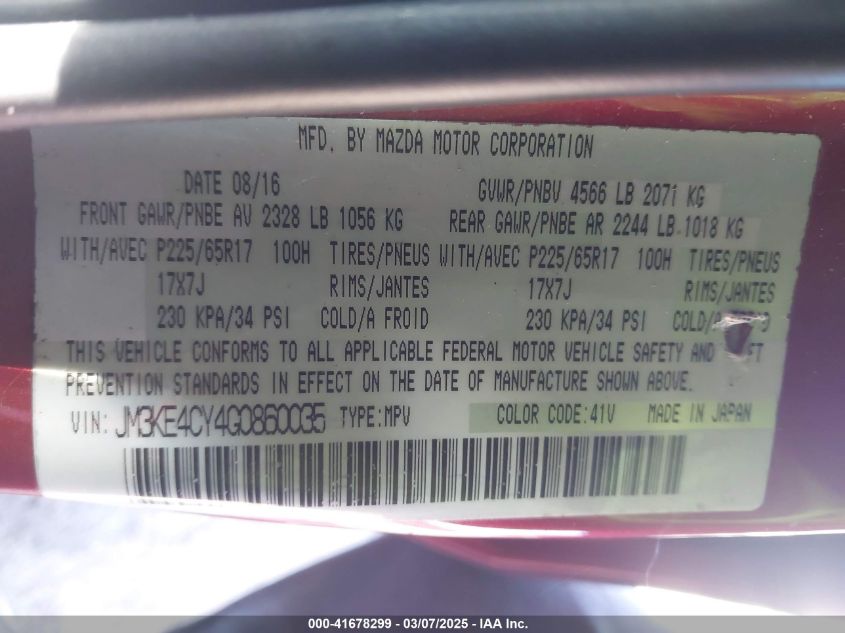 MFD. BY MAZDA MOTOR CORPORATION
DATE 08/16 GVWR/PNBV 4566 LB 2071 KG
FRONT GAWR/PNBE AV 2328 LB 1056 KG REAR GAWR/PNBE AR 2244 LB 1018 KG
WITH/AVEC P225/65R17 100H TIRES/PNEUS WITH/AVEC P225/65R17 100H TIRES/PNEUS
17X7J RIMS/JANTES 17X7J RIMS/JANTES
230 KPA/34 PSI COLD/A FROID 230 KPA/34 PSI COLD/A
THIS VEHICLE CONFORMS TO ALL APPLICABLE FEDERAL MOTOR VEHICLE SAFETY AND
PREVENTION STANDARDS IN EFFECT ON THE DATE OF MANUFACTURE SHOWN ABOVE.
VIN: JM3KE4CY4G0860035 TYPE:MPV COLOR CODE:41V MADE IN JAPAN
000-41678299 - 03/07/2025 - IAAI Inc.